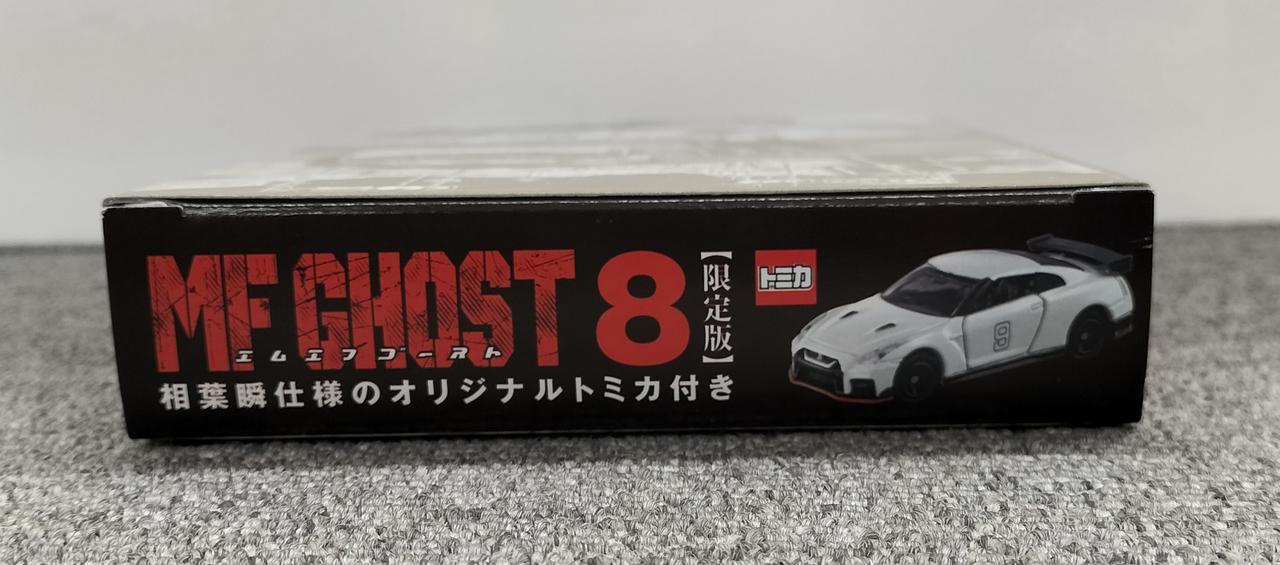 MF GHOST 8
エムエフゴースト
【限定版】
相葉瞬仕様のオリジナルトミカ付き
トミカ
9